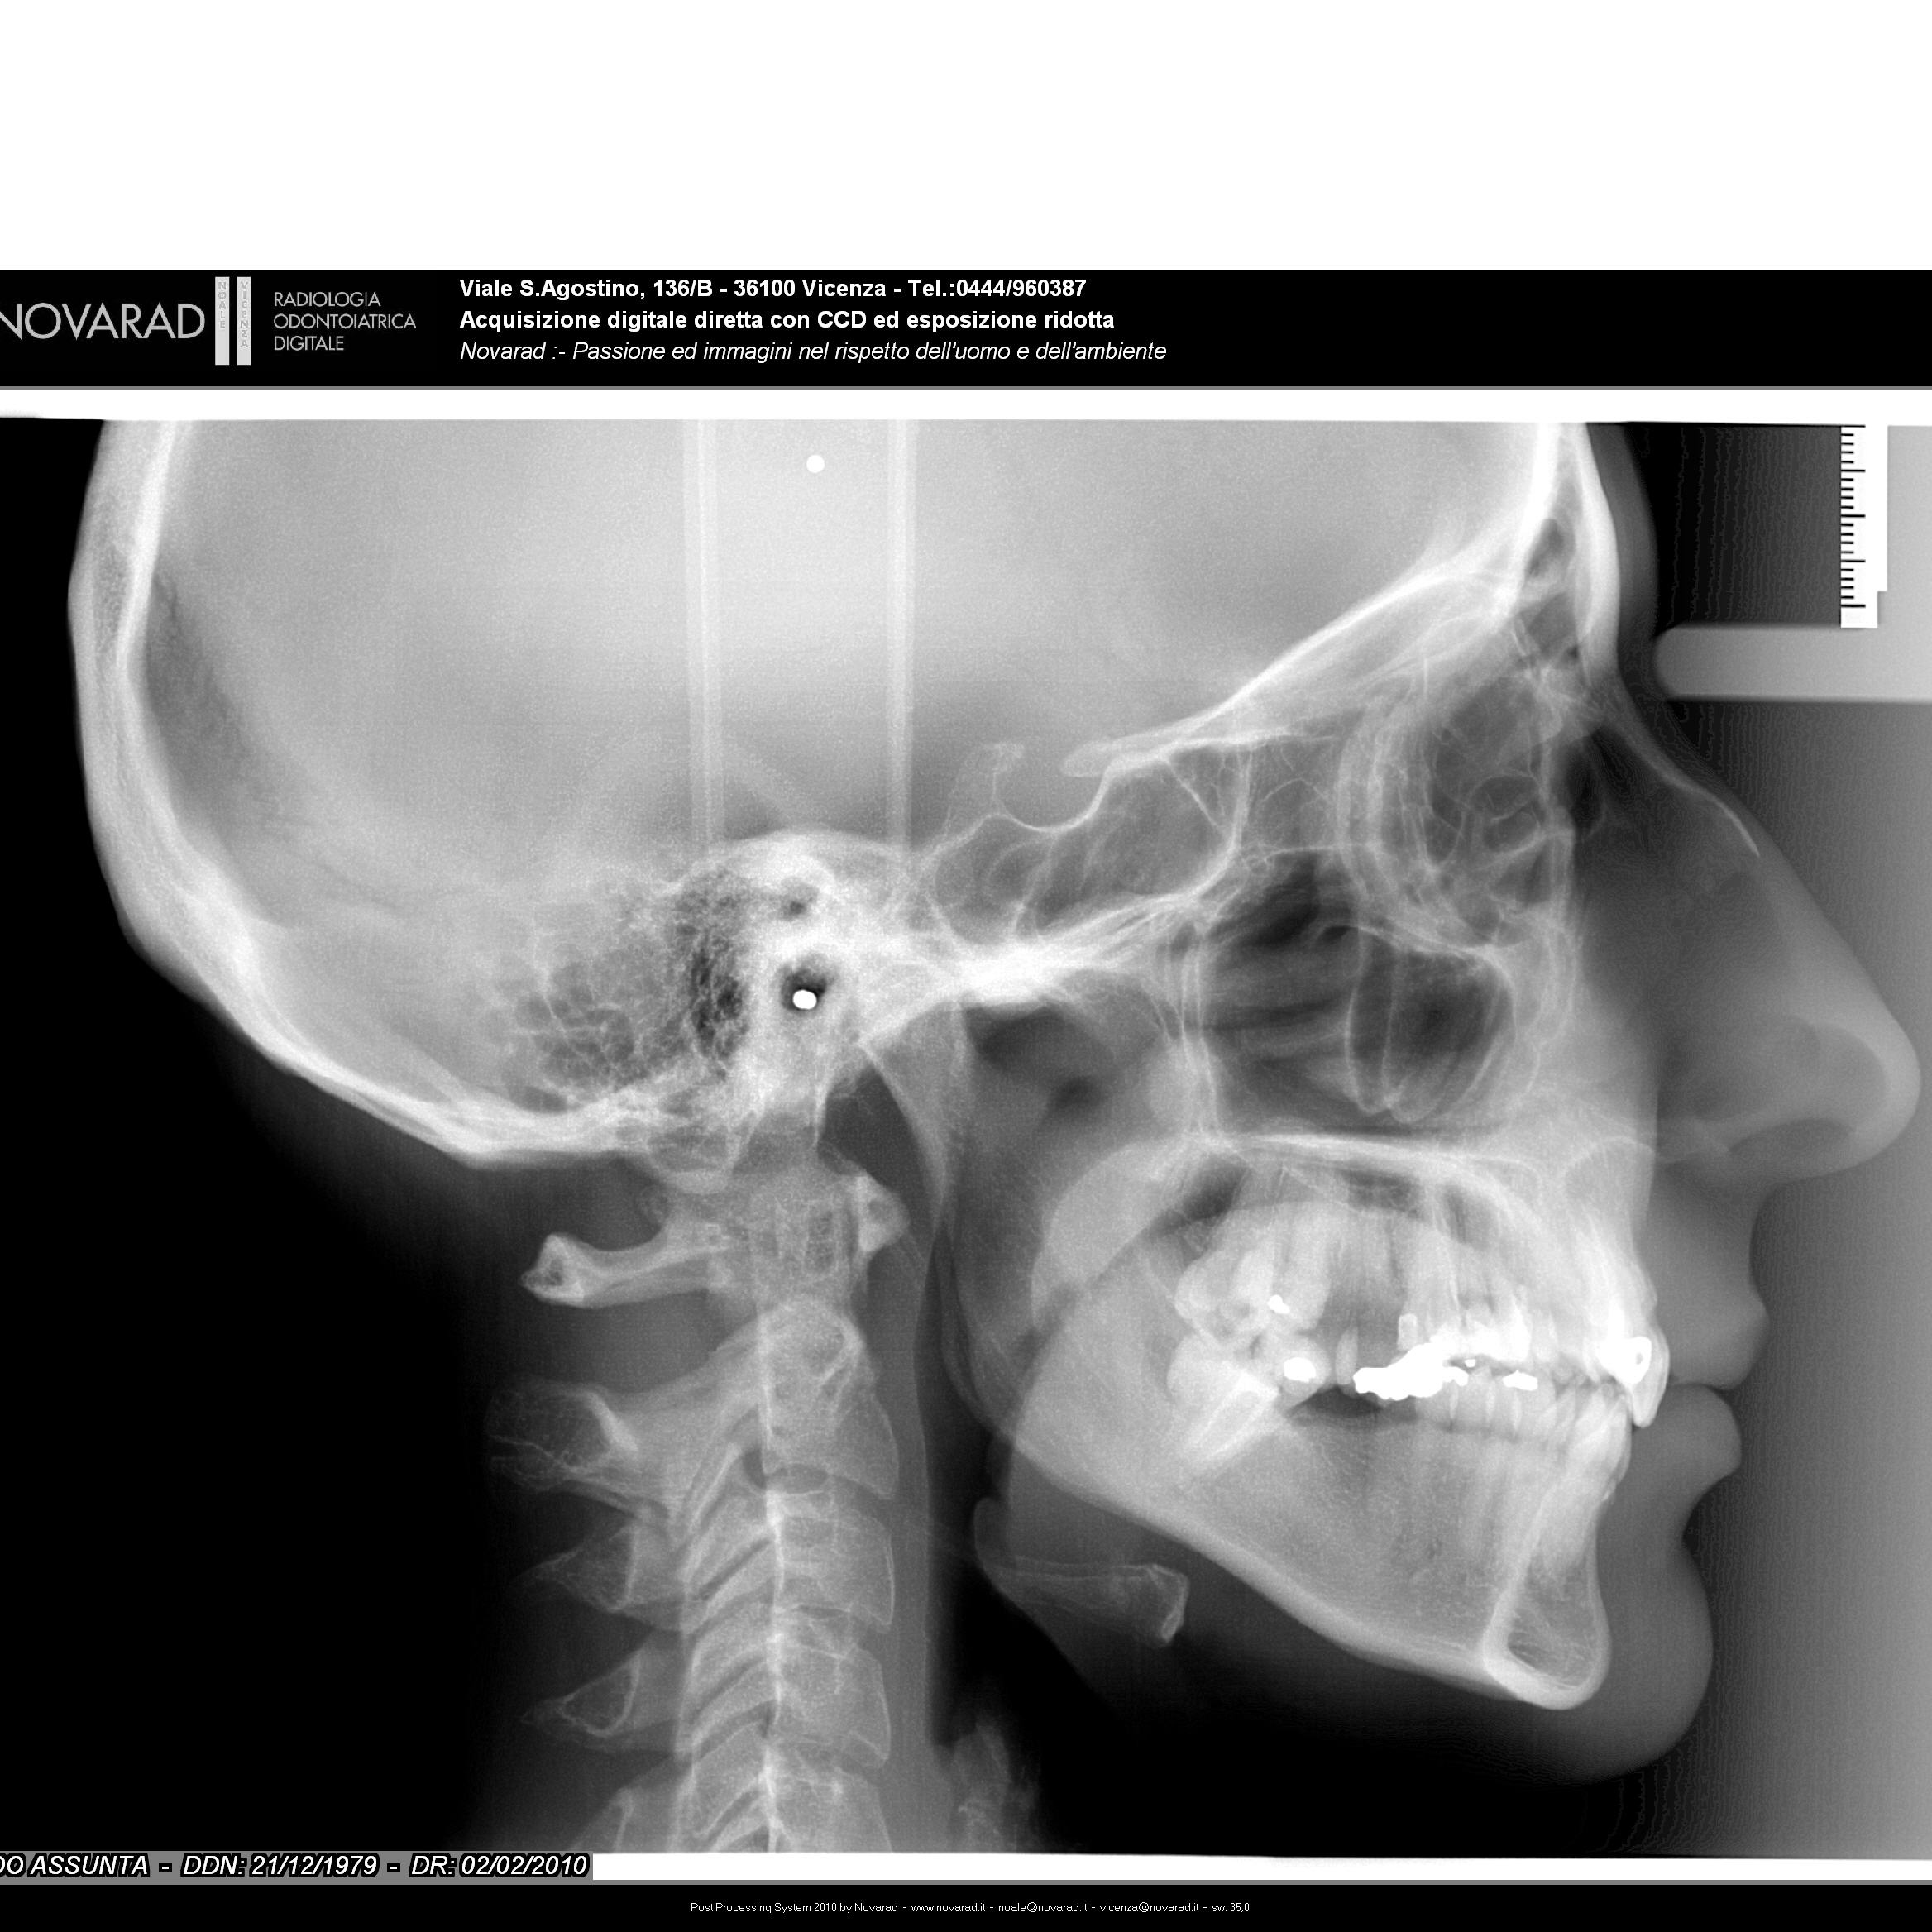 NOVARAD
NOALE
VICENZA
RADIOLOGIA
ODONTOIATRICA
DIGITALE
Viale S.Agostino, 136/B - 36100 Vicenza - Tel.:0444/960387
Acquisizione digitale diretta con CCD ed esposizione ridotta
Novarad :- Passione ed immagini nel rispetto dell'uomo e dell'ambiente
DO ASSUNTA - DDN: 21/12/1979 - DR: 02/02/2010
Post Processing System 2010 by Novarad - www.novarad.it - noale@novarad.it - vicenza@novarad.it - sw: 35,0